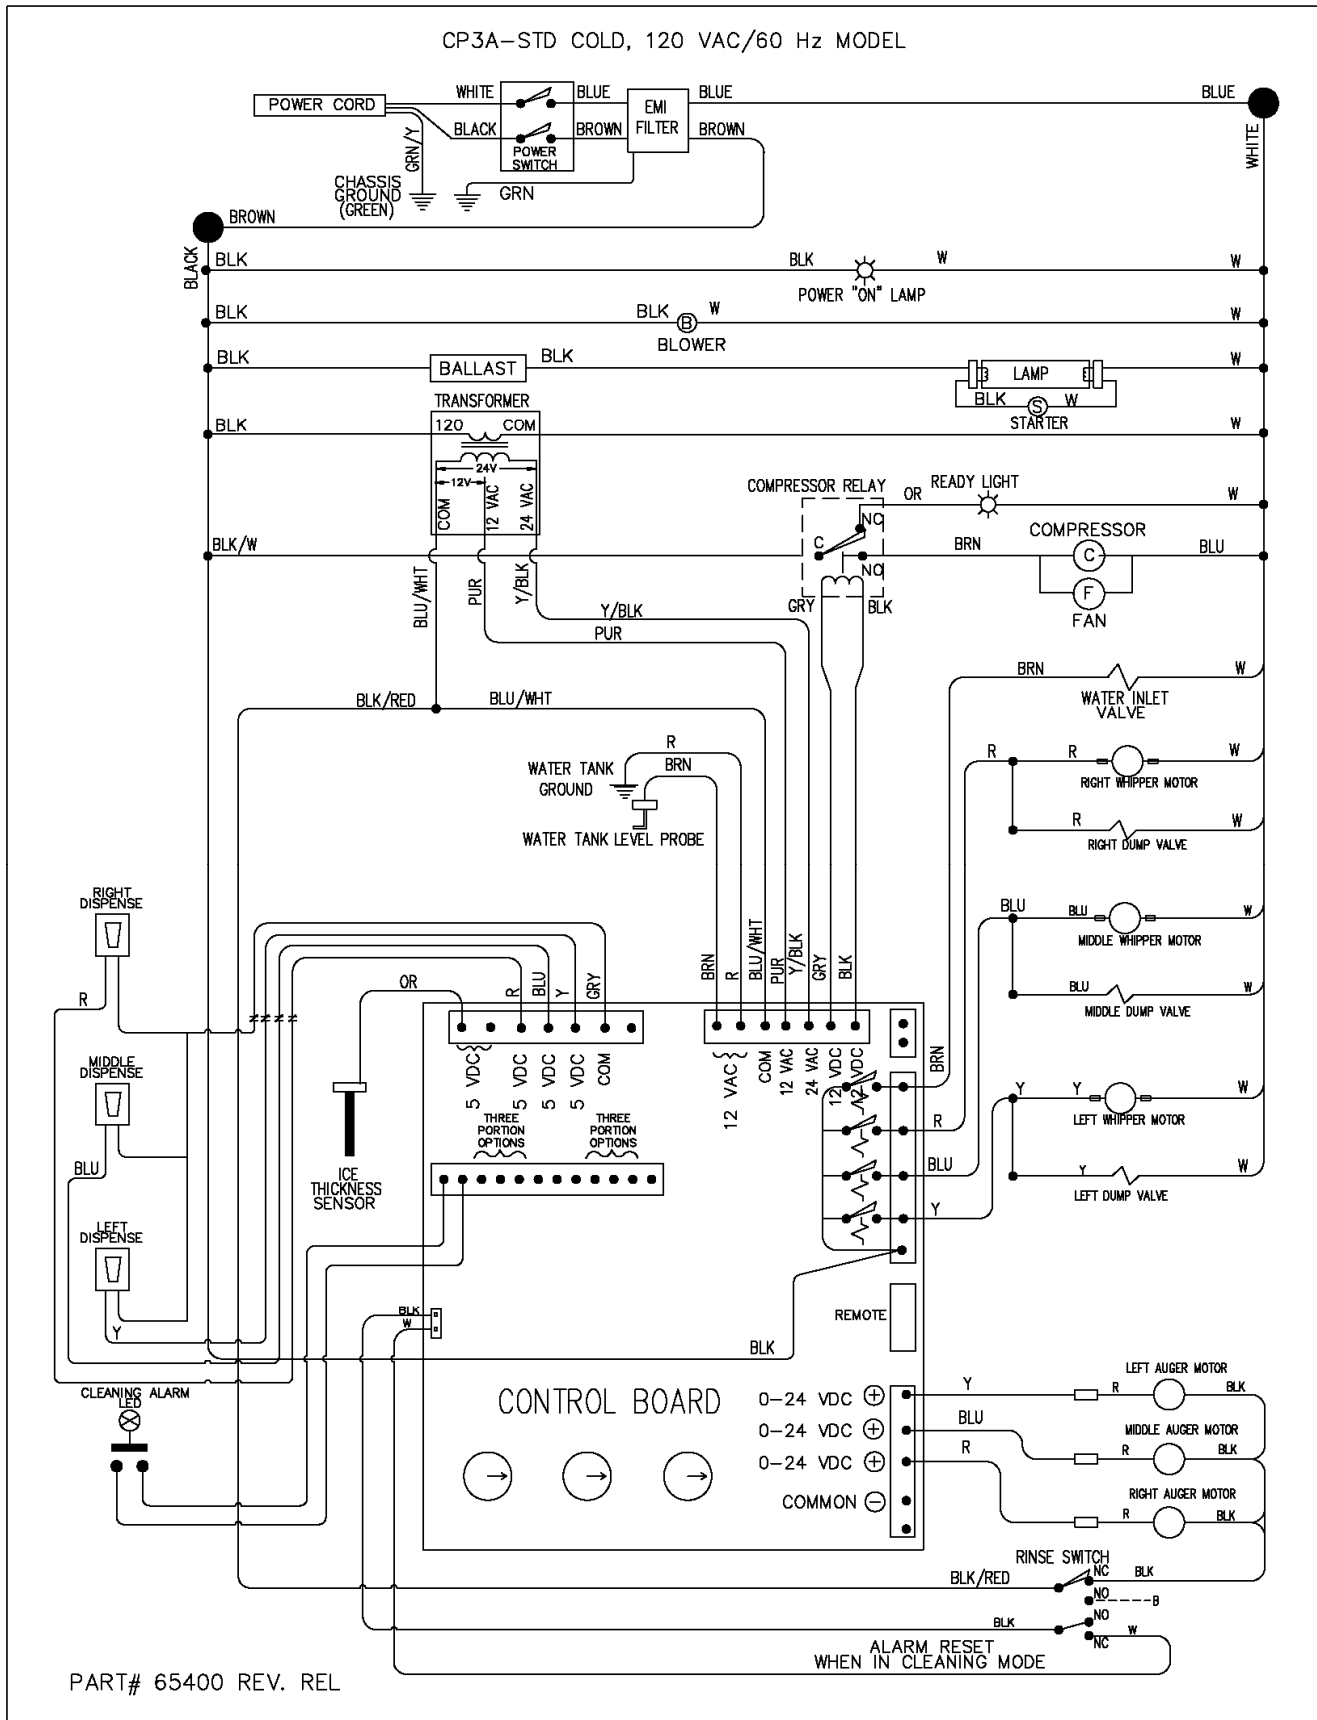 CP3A-STD COLD, 120 VAC/60 Hz MODEL
POWER CORD
WHITE
BLACK
GRN/Y
POWER
SWITCH
BLUE
BROWN
EMI
FILTER
BLUE
BROWN
BLUE
WHITE
CHASSIS
GROUND
(GREEN)
GRN
BROWN
BLACK
BLK
BLK
W
W
POWER "ON" LAMP
BLK
BLK
B
W
W
BLOWER
BLK
BALLAST
BLK
LAMP
W
BLK
S
W
STARTER
TRANSFORMER
BLK
120
COM
W
24V
12V
COM
12 VAC
24 VAC
COMPRESSOR RELAY
OR
READY LIGHT
W
NC
C
NO
BLK/W
BRN
COMPRESSOR
C
BLU
F
FAN
GRY
BLK
BLU/WHT
PUR
Y/BLK
Y/BLK
PUR
BRN
W
WATER INLET
VALVE
BLK/RED
BLU/WHT
R
BRN
WATER TANK
GROUND
WATER TANK LEVEL PROBE
R
R
W
RIGHT WHIPPER MOTOR
R
W
RIGHT DUMP VALVE
RIGHT
DISPENSE
R
BLU
BLU
W
MIDDLE WHIPPER MOTOR
BLU
W
MIDDLE DUMP VALVE
OR
R
BLU
Y
GRY
BRN
R
BLU/WHT
PUR
Y/BLK
GRY
BLK
MIDDLE
DISPENSE
BLU
5 VDC
5 VDC
5 VDC
5 VDC
COM
12 VAC
COM
12 VAC
24 VAC
12 VDC
12 VDC
BRN
R
BLU
Y
THREE
PORTION
OPTIONS
THREE
PORTION
OPTIONS
ICE
THICKNESS
SENSOR
Y
Y
W
LEFT WHIPPER MOTOR
Y
W
LEFT DUMP VALVE
LEFT
DISPENSE
Y
BLK
W
REMOTE
BLK
CLEANING ALARM
LED
CONTROL BOARD
0-24 VDC +
0-24 VDC +
0-24 VDC +
COMMON -
Y
BLU
R
LEFT AUGER MOTOR
R
BLK
MIDDLE AUGER MOTOR
R
BLK
RIGHT AUGER MOTOR
R
BLK
RINSE SWITCH
BLK/RED
NC
BLK
NO
B
NO
BLK
NC
W
ALARM RESET
WHEN IN CLEANING MODE
PART# 65400 REV. REL